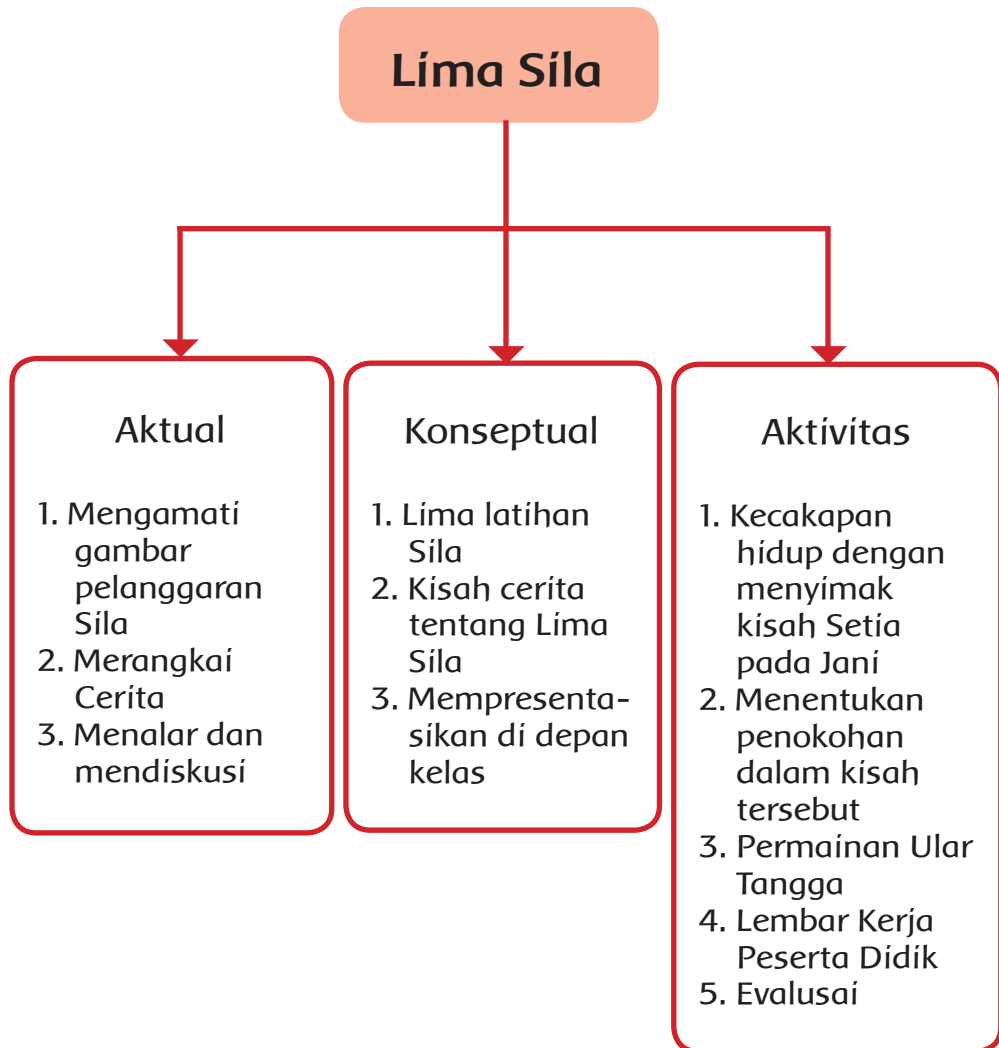 Lima Sila
Aktual
1. Mengamati
gambar
pelanggaran
Sila
2. Merangkai
Cerita
3. Menalar dan
mendiskusi
Konseptual
1. Lima latihan
Sila
2. Kisah cerita
tentang Lima
Sila
3. Mempresenta-
sikan di depan
kelas
Aktivitas
1. Kecakapan
hidup dengan
menyimak
kisah Setia
pada Jani
2. Menentukan
penokohan
dalam kisah
tersebut
3. Permainan Ular
Tangga
4. Lembar Kerja
Peserta Didik
5. Evalusai